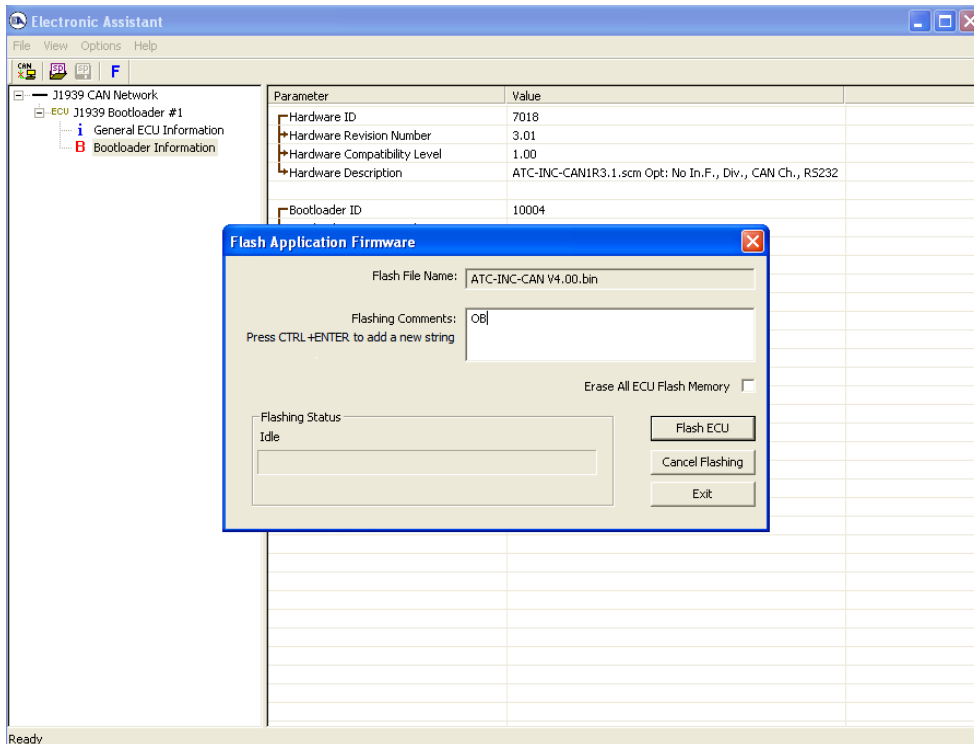 Electronic Assistant
File View Options Help
CAN SP SP F
J1939 CAN Network
ECU J1939 Bootloader #1
i General ECU Information
B Bootloader Information
Parameter Value
Hardware ID 7018
Hardware Revision Number 3.01
Hardware Compatibility Level 1.00
Hardware Description ATC-INC-CAN1R3.1.scm Opt: No In.F., Div., CAN Ch., RS232
Bootloader ID 10004
Flash Application Firmware
Flash File Name: ATC-INC-CAN V4.00.bin
Flashing Comments: OB
Press CTRL+ENTER to add a new string
Erase All ECU Flash Memory
Flashing Status
Idle
Flash ECU
Cancel Flashing
Exit
Ready